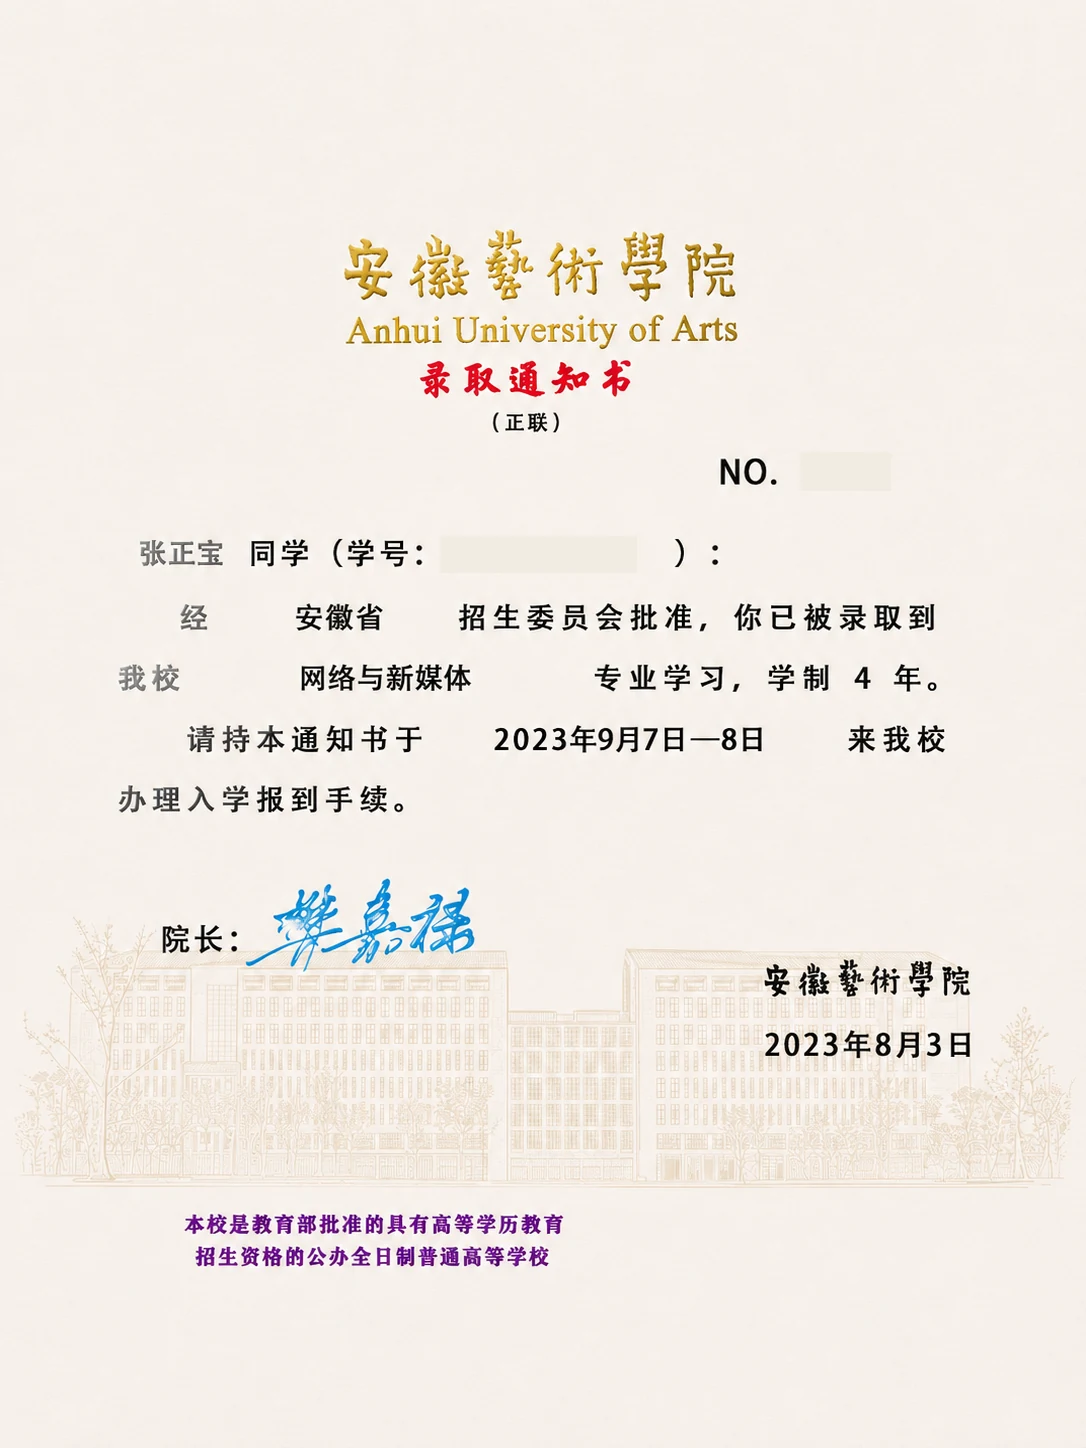 安徽藝術學院
Anhui University of Arts
录取通知书
（正联）
NO.
张正宝 同学（学号： ）：
经 安徽省 招生委员会批准，你已被录取到
我校 网络与新媒体 专业学习，学制 4 年。
请持本通知书于 2023年9月7日—8日 来我校
办理入学报到手续。
院长：樊嘉禄
安徽藝術學院
2023年8月3日
本校是教育部批准的具有高等学历教育
招生资格的公办全日制普通高等学校